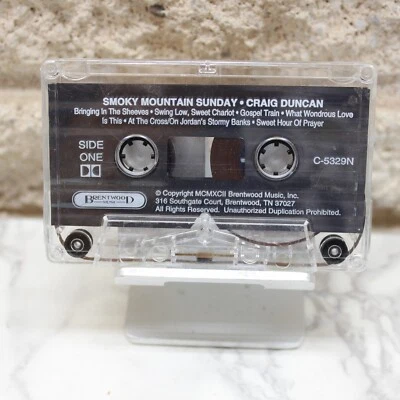 SMOKY MOUNTAIN SUNDAY • CRAIG DUNCAN
Bringing In The Sheeves • Swing Low, Sweet Chariot • Gospel Train • What Wondrous Love
Is This • At The Cross/On Jordan's Stormy Banks • Sweet Hour Of Prayer
SIDE
ONE
C-5329N
BRENTWOOD
MUSIC
© Copyright MCMXCII Brentwood Music, Inc.
316 Southgate Court, Brentwood, TN 37027
All Rights Reserved. Unauthorized Duplication Prohibited.